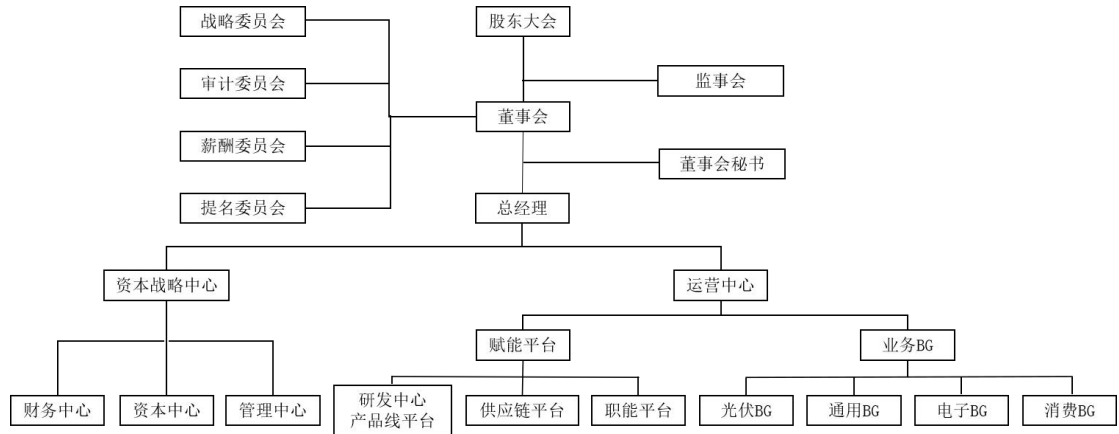 战略委员会
股东大会
审计委员会
监事会
董事会
薪酬委员会
董事会秘书
提名委员会
总经理
资本战略中心
运营中心
赋能平台
业务BG
财务中心
资本中心
管理中心
研发中心
产品线平台
供应链平台
职能平台
光伏BG
通用BG
电子BG
消费BG